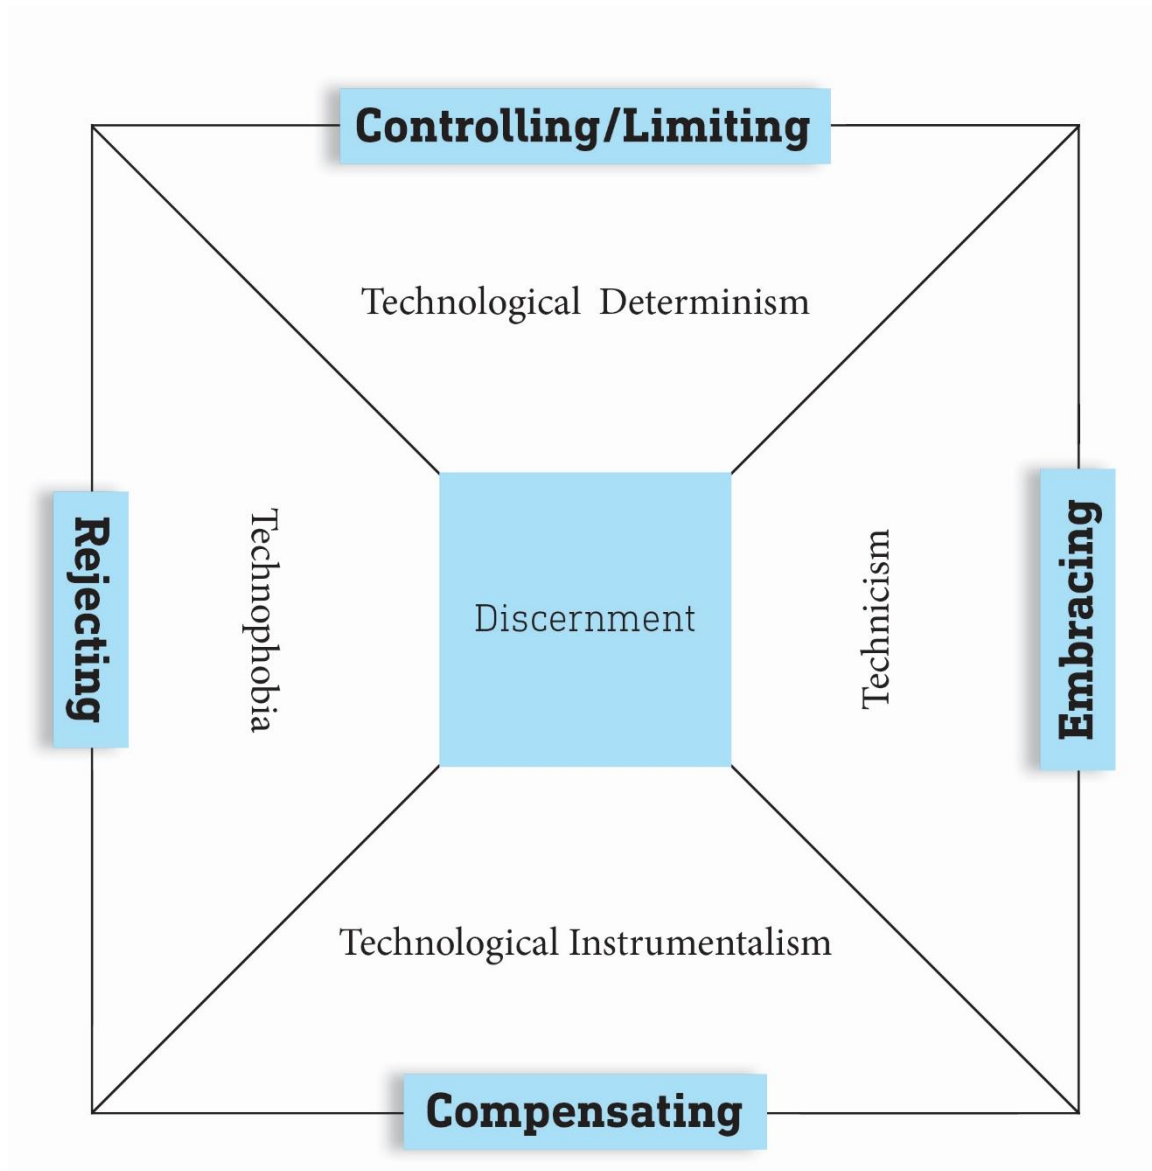 Controlling/Limiting
Technological Determinism
Rejecting
Technophobia
Discernment
Technicism
Embracing
Technological Instrumentalism
Compensating